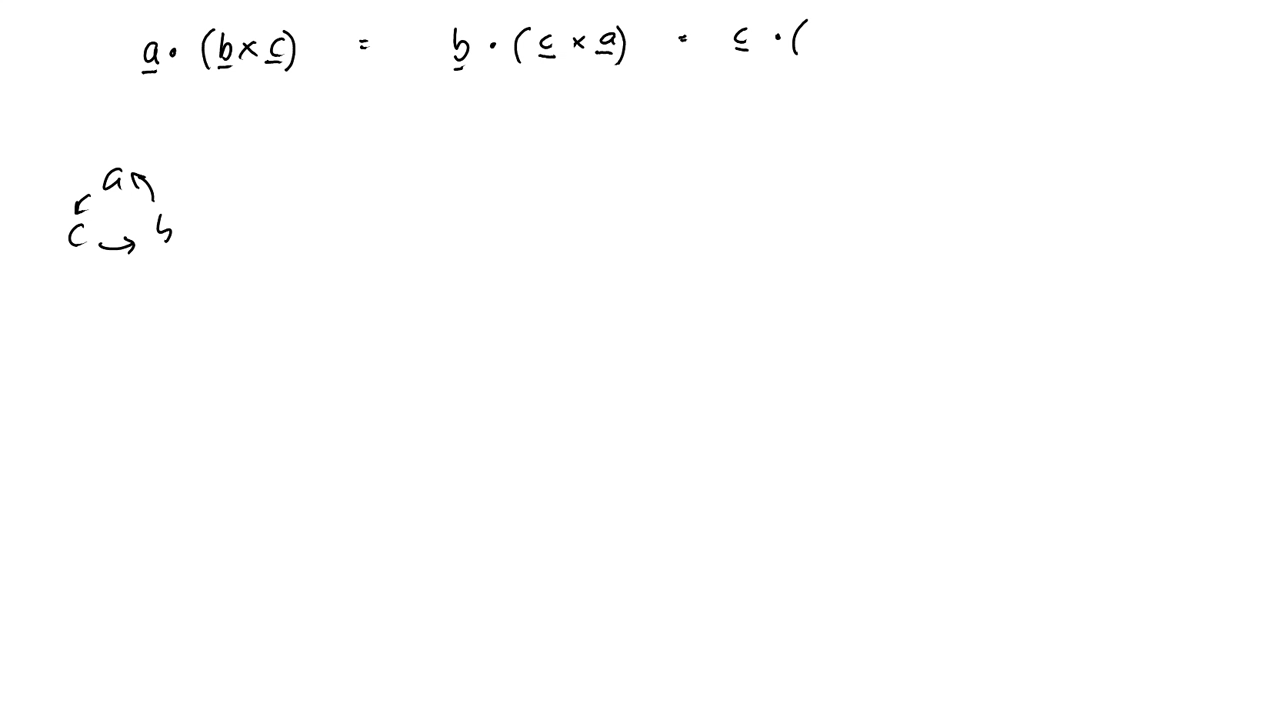 a · (b × c) = b · (c × a) = c · (
a
c b